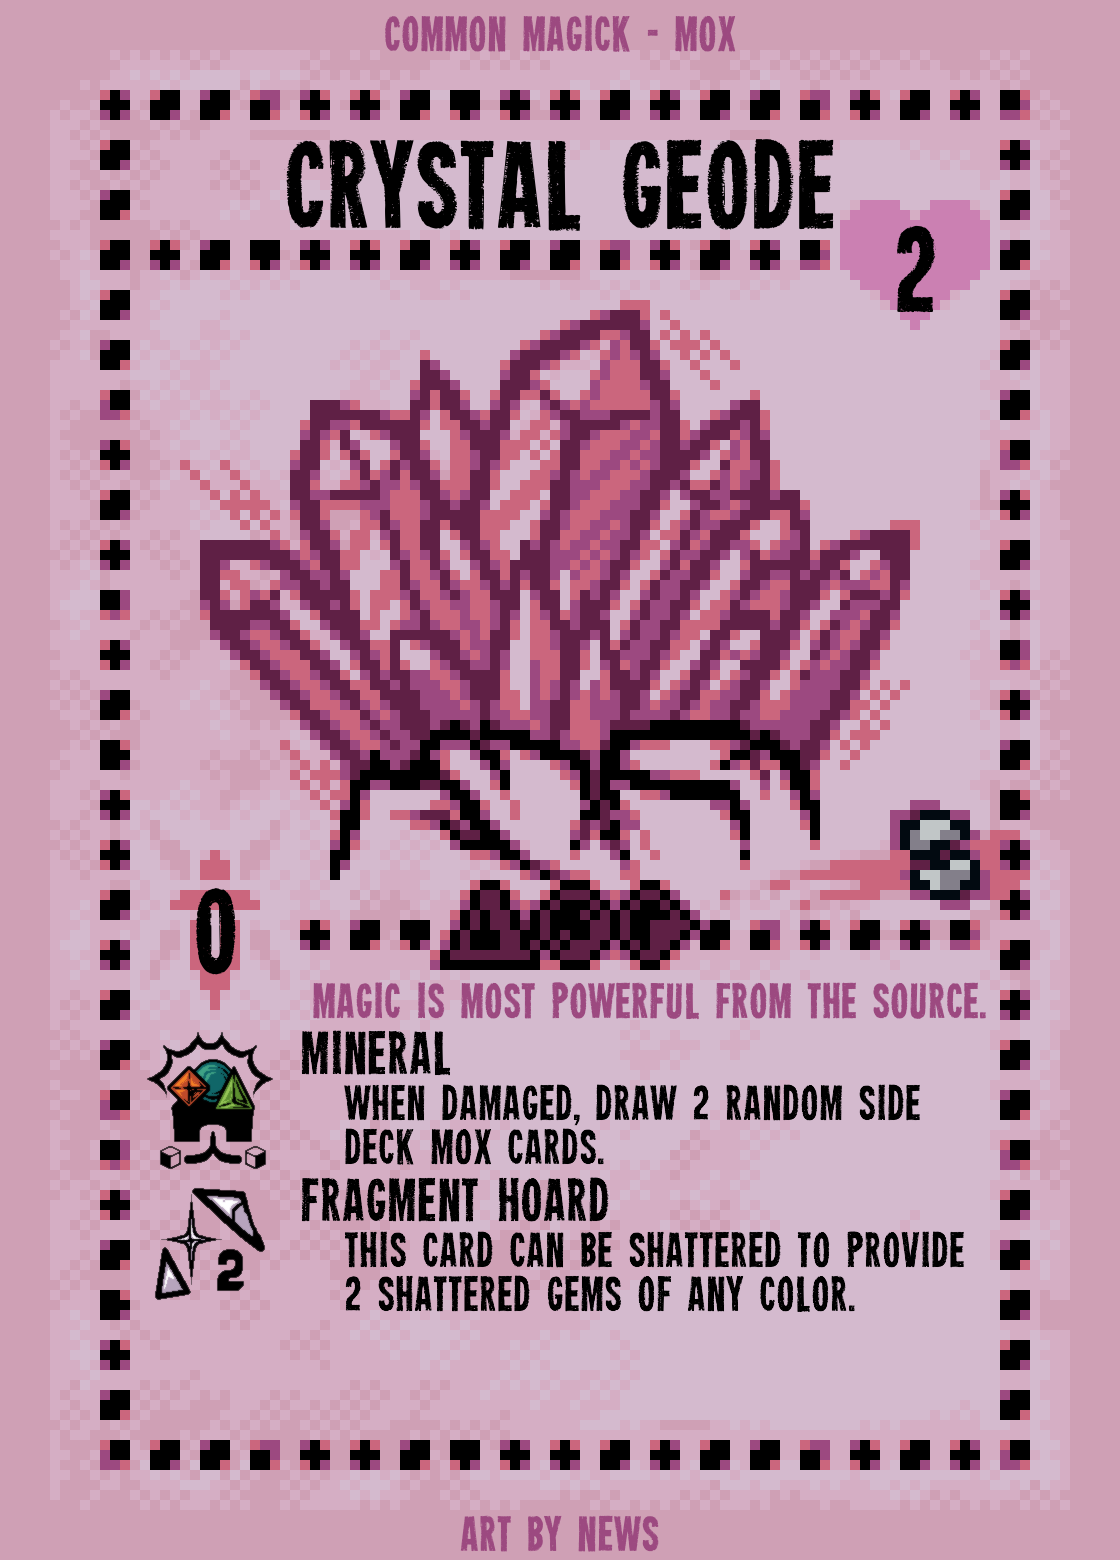 COMMON MAGICK - MOX
CRYSTAL GEODE
2
0
MAGIC IS MOST POWERFUL FROM THE SOURCE.
MINERAL
WHEN DAMAGED, DRAW 2 RANDOM SIDE
DECK MOX CARDS.
FRAGMENT HOARD
2
THIS CARD CAN BE SHATTERED TO PROVIDE
2 SHATTERED GEMS OF ANY COLOR.
ART BY NEWS